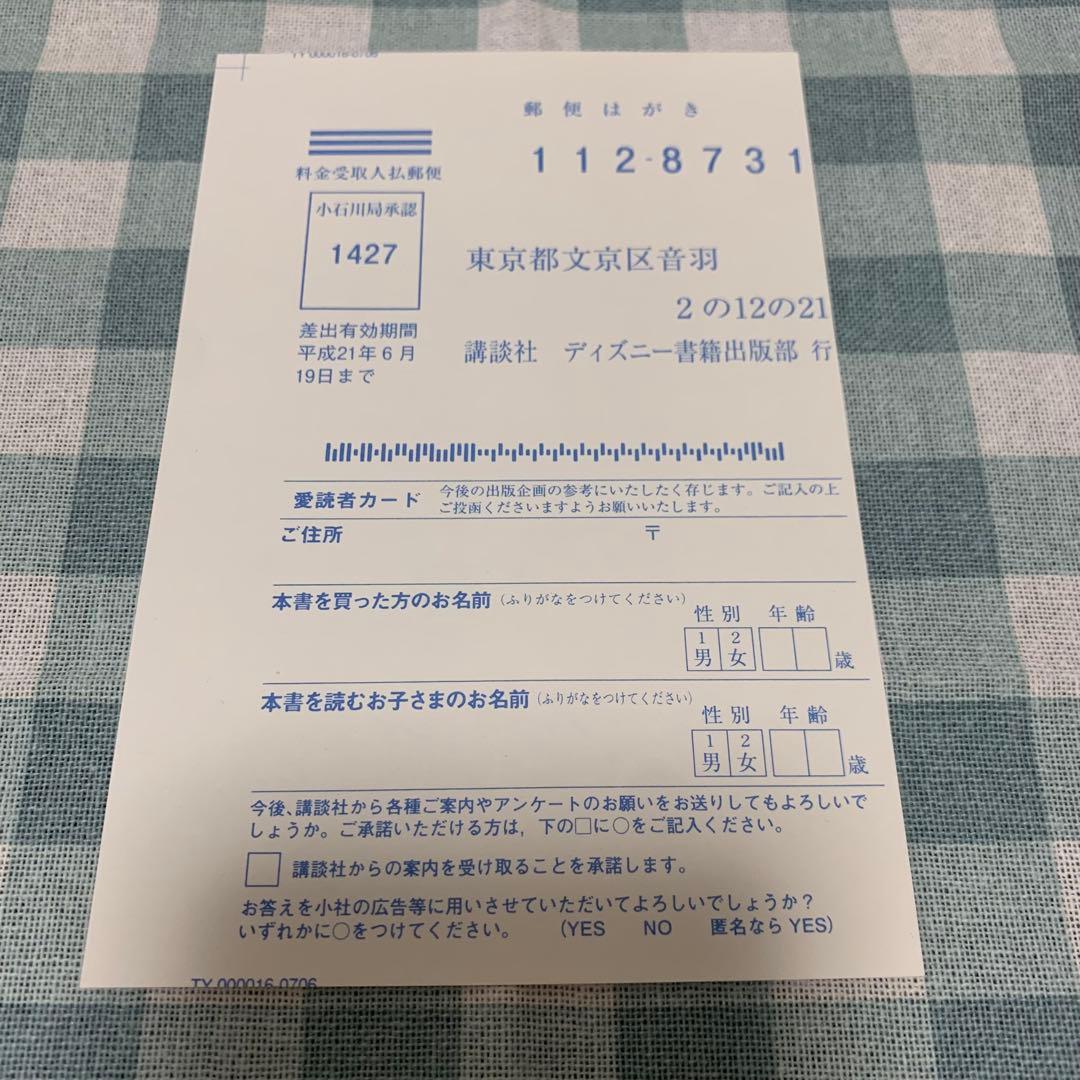 TY 000016-0706
郵便はがき
112-8731
料金受取人払郵便
小石川局承認
1427
東京都文京区音羽
2の12の21
講談社 ディズニー書籍出版部 行
差出有効期間
平成21年6月
19日まで
愛読者カード
今後の出版企画の参考にいたしたく存じます。ご記入の上
ご投函くださいますようお願いいたします。
ご住所 〒
本書を買った方のお名前(ふりがなをつけてください)
性別 年齢
1 2
男 女 歳
本書を読むお子さまのお名前(ふりがなをつけてください)
性別 年齢
1 2
男 女 歳
今後、講談社から各種ご案内やアンケートのお願いをお送りしてもよろしいで
しょうか。ご承諾いただける方は、下の□に○をご記入ください。
□ 講談社からの案内を受け取ることを承諾します。
お答えを小社の広告等に用いさせていただいてよろしいでしょうか?
いずれかに○をつけてください。 (YES NO 匿名ならYES)
TY 000016-0706